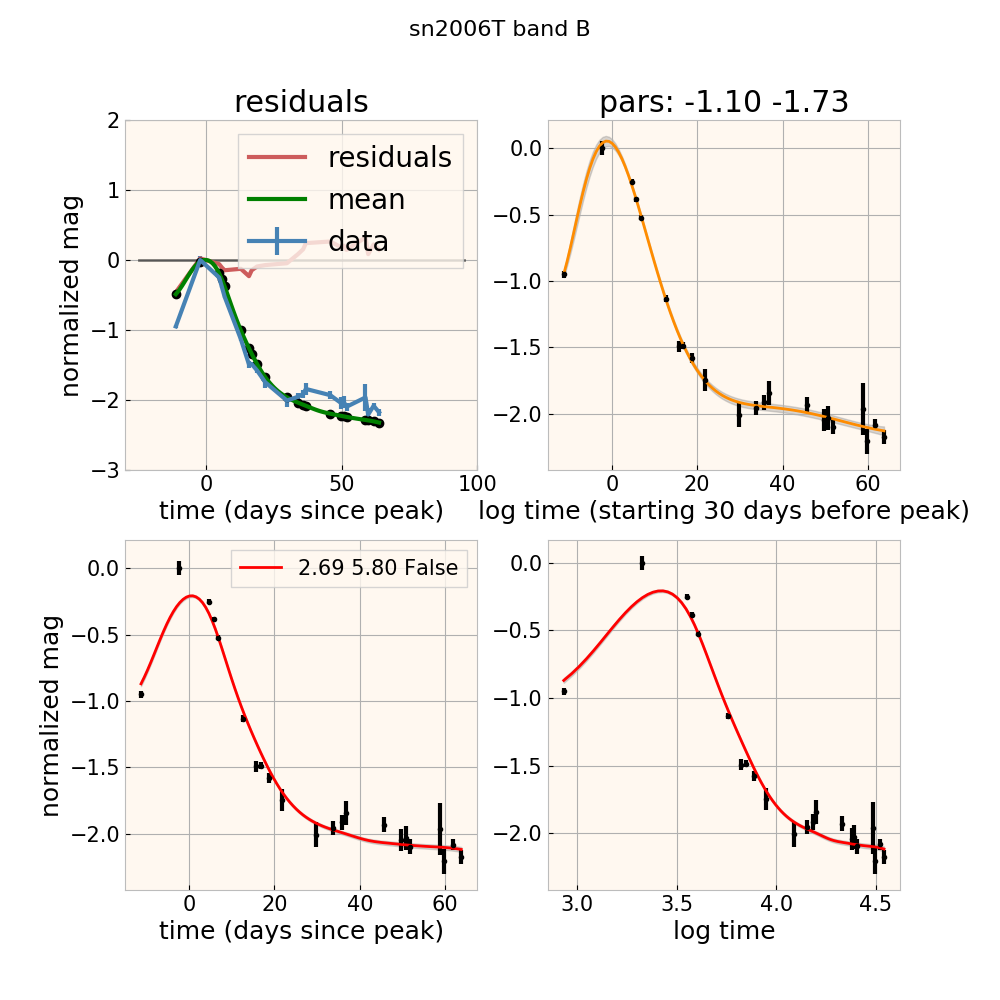 sn2006T band B
residuals
pars: -1.10 -1.73
normalized mag
2
1
0
−1
−2
−3
residuals
mean
data
0
50
100
time (days since peak)
0.0
−0.5
−1.0
−1.5
−2.0
0
20
40
60
log time (starting 30 days before peak)
normalized mag
0.0
−0.5
−1.0
−1.5
−2.0
2.69 5.80 False
0
20
40
60
time (days since peak)
0.0
−0.5
−1.0
−1.5
−2.0
3.0
3.5
4.0
4.5
log time